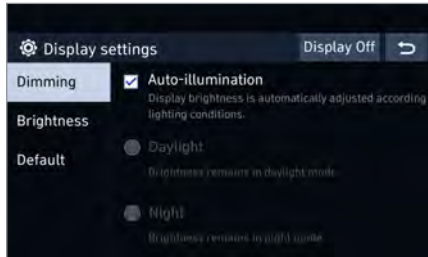 Display settings
Display Off
Dimming
Auto-illumination
Display brightness is automatically adjusted according
lighting conditions.
Brightness
Daylight
Brightness remains in daylight mode.
Default
Night
Brightness remains in night mode.